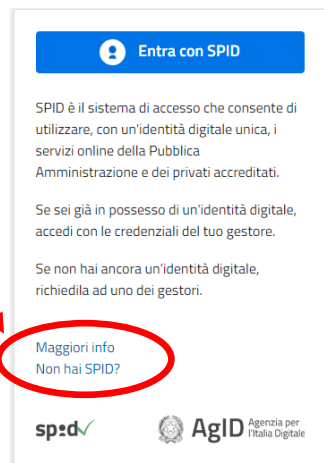 Entra con SPID
SPID è il sistema di accesso che consente di
utilizzare, con un'identità digitale unica, i
servizi online della Pubblica
Amministrazione e dei privati accreditati.
Se sei già in possesso di un'identità digitale,
accedi con le credenziali del tuo gestore.
Se non hai ancora un'identità digitale,
richiedila ad uno dei gestori.
Maggiori info
Non hai SPID?
sp:d
AgID Agenzia per
l'Italia Digitale